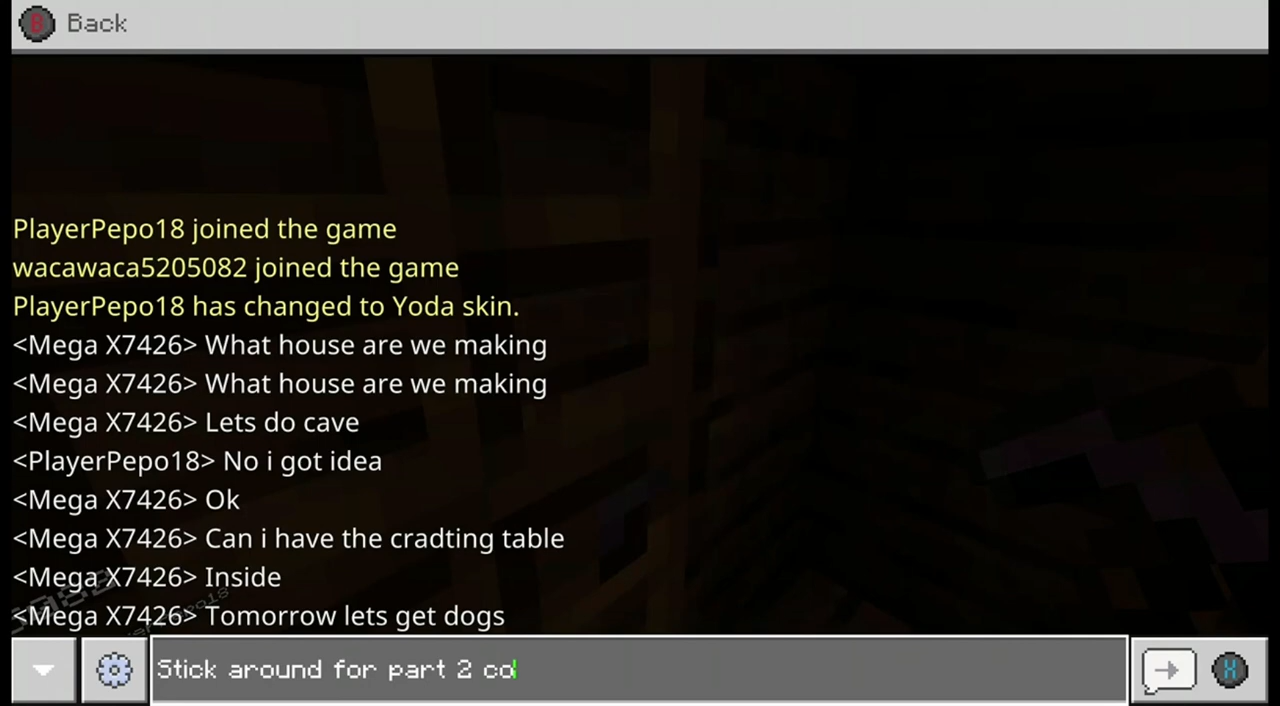 B Back
PlayerPepo18 joined the game
wacawaca5205082 joined the game
PlayerPepo18 has changed to Yoda skin.
<Mega X7426> What house are we making
<Mega X7426> What house are we making
<Mega X7426> Lets do cave
<PlayerPepo18> No i got idea
<Mega X7426> Ok
<Mega X7426> Can i have the cradting table
<Mega X7426> Inside
<Mega X7426> Tomorrow lets get dogs
Stick around for part 2 co
X